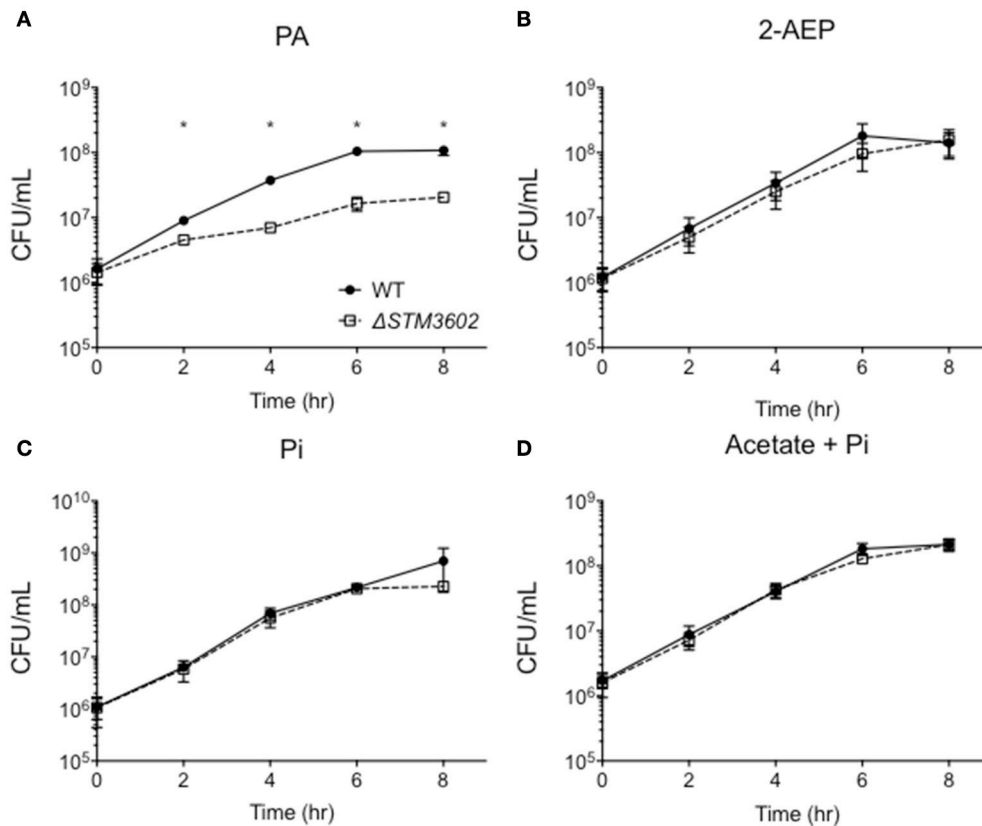 A
PA
10⁹
10⁸
10⁷
10⁶
10⁵
CFU/mL
* * * *
WT
ΔSTM3602
0 2 4 6 8
Time (hr)
B
2-AEP
10⁹
10⁸
10⁷
10⁶
10⁵
CFU/mL
0 2 4 6 8
Time (hr)
C
Pi
10¹⁰
10⁹
10⁸
10⁷
10⁶
10⁵
CFU/mL
0 2 4 6 8
Time (hr)
D
Acetate + Pi
10⁹
10⁸
10⁷
10⁶
10⁵
CFU/mL
0 2 4 6 8
Time (hr)